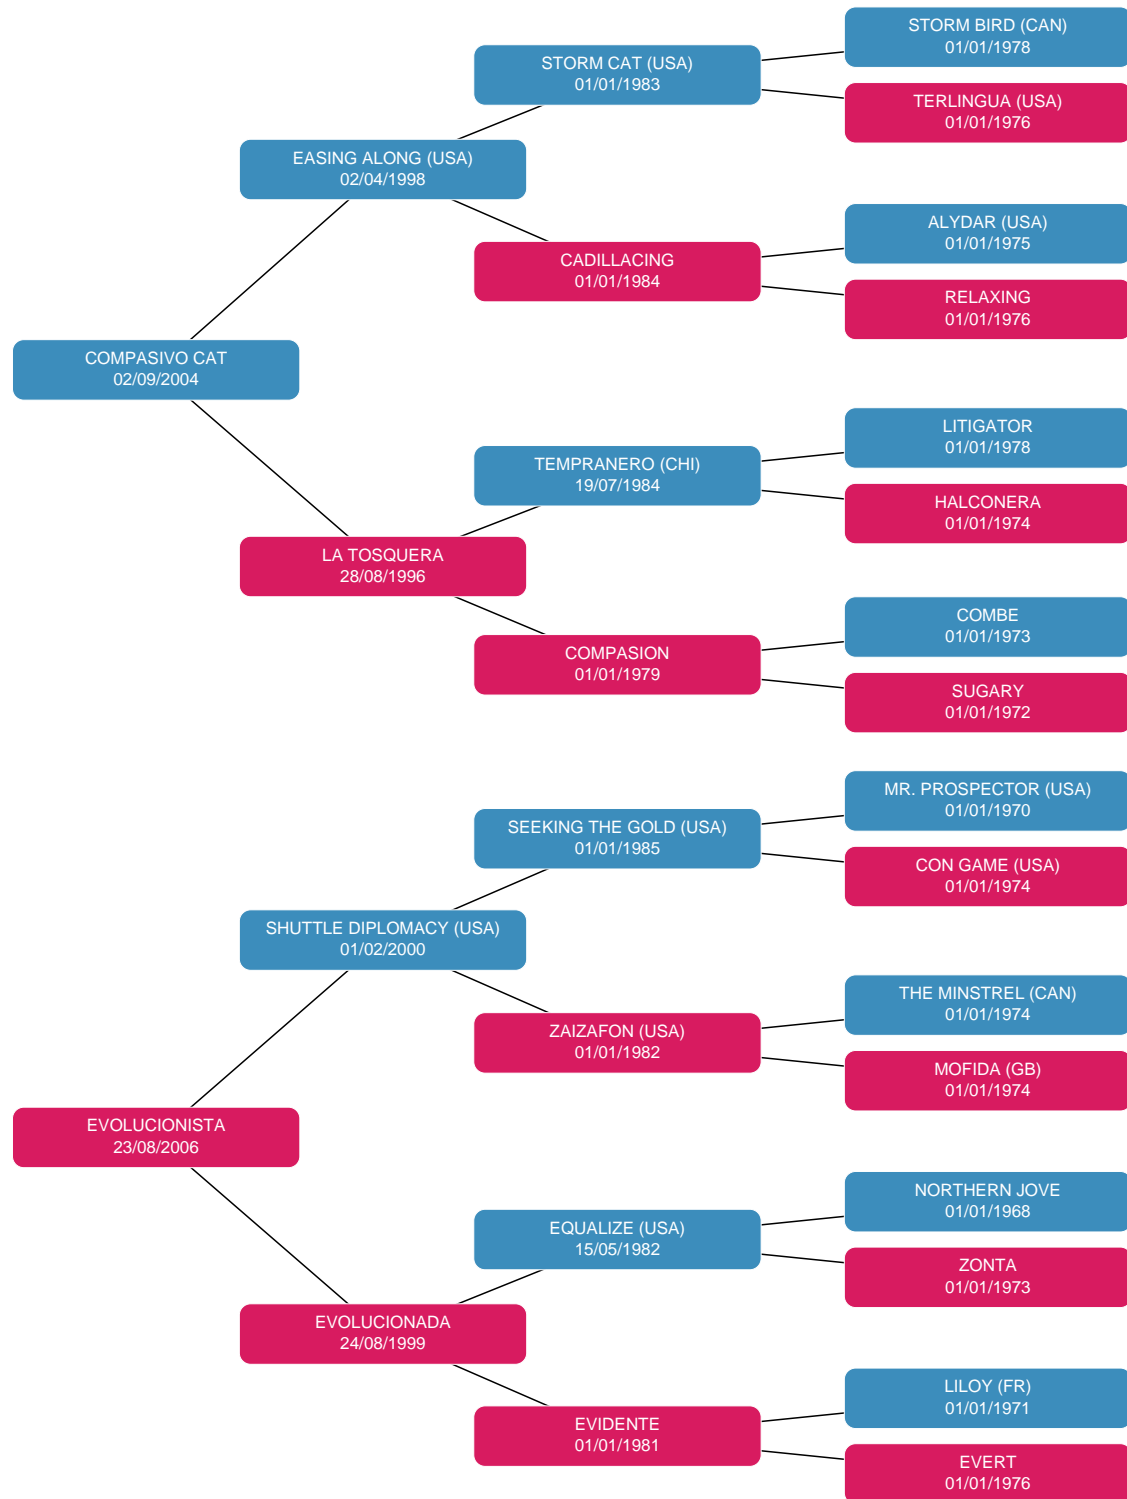 STORM BIRD (CAN)
01/01/1978
STORM CAT (USA)
01/01/1983
TERLINGUA (USA)
01/01/1976
EASING ALONG (USA)
02/04/1998
ALYDAR (USA)
01/01/1975
CADILLACING
01/01/1984
RELAXING
01/01/1976
COMPASIVO CAT
02/09/2004
LITIGATOR
01/01/1978
TEMPRANERO (CHI)
19/07/1984
HALCONERA
01/01/1974
LA TOSQUERA
28/08/1996
COMBE
01/01/1973
COMPASION
01/01/1979
SUGARY
01/01/1972
MR. PROSPECTOR (USA)
01/01/1970
SEEKING THE GOLD (USA)
01/01/1985
CON GAME (USA)
01/01/1974
SHUTTLE DIPLOMACY (USA)
01/02/2000
THE MINSTREL (CAN)
01/01/1974
ZAIZAFON (USA)
01/01/1982
MOFIDA (GB)
01/01/1974
EVOLUCIONISTA
23/08/2006
NORTHERN JOVE
01/01/1968
EQUALIZE (USA)
15/05/1982
ZONTA
01/01/1973
EVOLUCIONADA
24/08/1999
LILOY (FR)
01/01/1971
EVIDENTE
01/01/1981
EVERT
01/01/1976